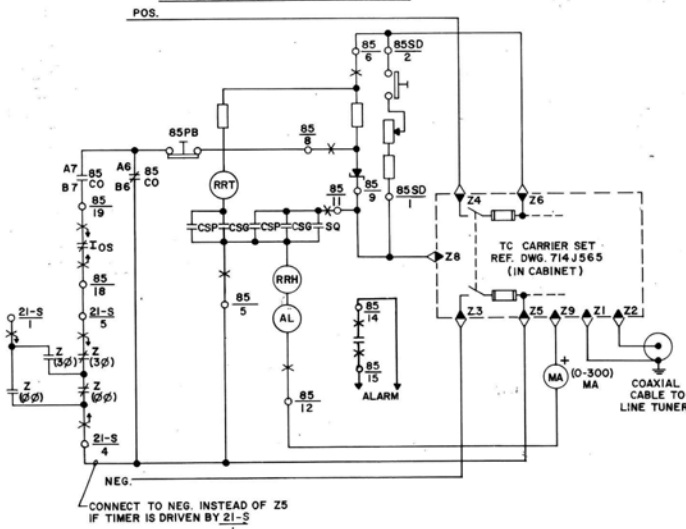 POS.
85
6
85SD
2
85PB
85
8
A7
85
CO
B7
A6
85
CO
B6
RRT
85
11
85
9
85SD
1
Z4
Z6
85
19
CSP
CSG
CSP
CSG
SQ
Z8
TC CARRIER SET
REF. DWG. 714J565
(IN CABINET)
IOS
RRH
85
18
85
5
AL
85
14
Z3
Z5
Z9
Z1
Z2
21-S
1
21-S
5
Z
(3Ø)
Z
(3Ø)
85
15
ALARM
+
MA
(0-300)
MA
COAXIAL
CABLE TO
LINE TUNER
Z
(ØØ)
Z
(ØØ)
85
12
21-S
4
NEG.
CONNECT TO NEG. INSTEAD OF Z5
IF TIMER IS DRIVEN BY 21-S